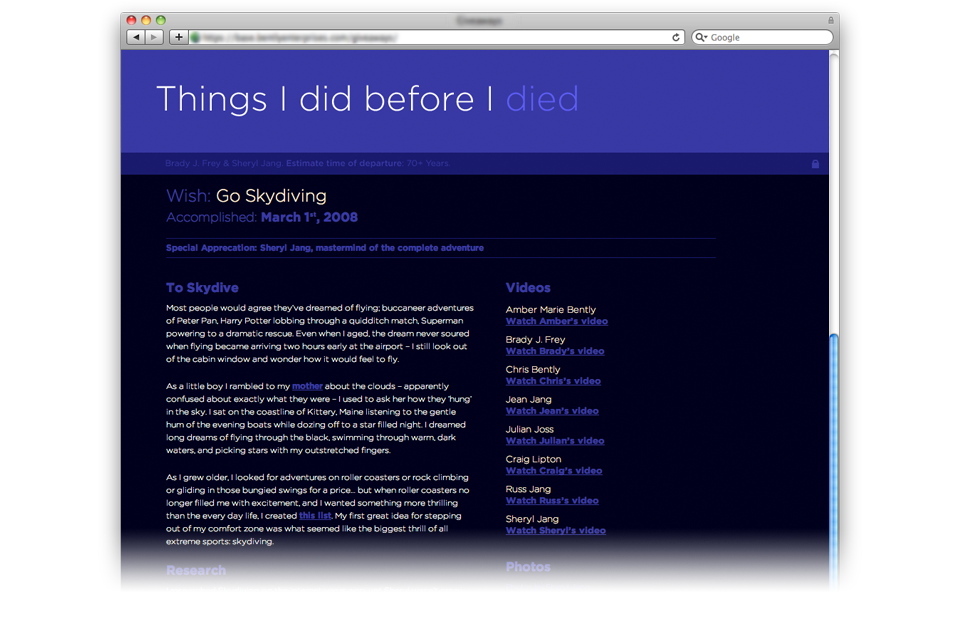 Google
Things I did before I died
Brady J. Frey & Sheryl Jang. Estimate time of departure: 70+ Years.
Wish: Go Skydiving
Accomplished: March 1st, 2008
Special Apprecation: Sheryl Jang, mastermind of the complete adventure
To Skydive
Most people would agree they've dreamed of flying; buccaneer adventures
of Peter Pan, Harry Potter lobbing through a quidditch match, Superman
powering to a dramatic rescue. Even when I aged, the dream never soured
when flying became arriving two hours early at the airport – I still look out
of the cabin window and wonder how it would feel to fly.
As a little boy I rambled to my mother about the clouds – apparently
confused about exactly what they were – I used to ask her how they 'hung'
in the sky. I sat on the coastline of Kittery, Maine listening to the gentle
hum of the evening boats while dozing off to a star filled night. I dreamed
long dreams of flying through the black, swimming through warm, dark
waters, and picking stars with my outstretched fingers.
As I grew older, I looked for adventures on roller coasters or rock climbing
or gliding in those bungied swings for a price... but when roller coasters no
longer filled me with excitement, and I wanted something more thrilling
than the every day life, I created this list. My first great idea for stepping
out of my comfort zone was what seemed like the biggest thrill of all
extreme sports: skydiving.
Research
Videos
Amber Marie Bently
Watch Amber's video
Brady J. Frey
Watch Brady's video
Chris Bently
Watch Chris's video
Jean Jang
Watch Jean's video
Julian Joss
Watch Julian's video
Craig Lipton
Watch Craig's video
Russ Jang
Watch Russ's video
Sheryl Jang
Watch Sheryl's video
Photos